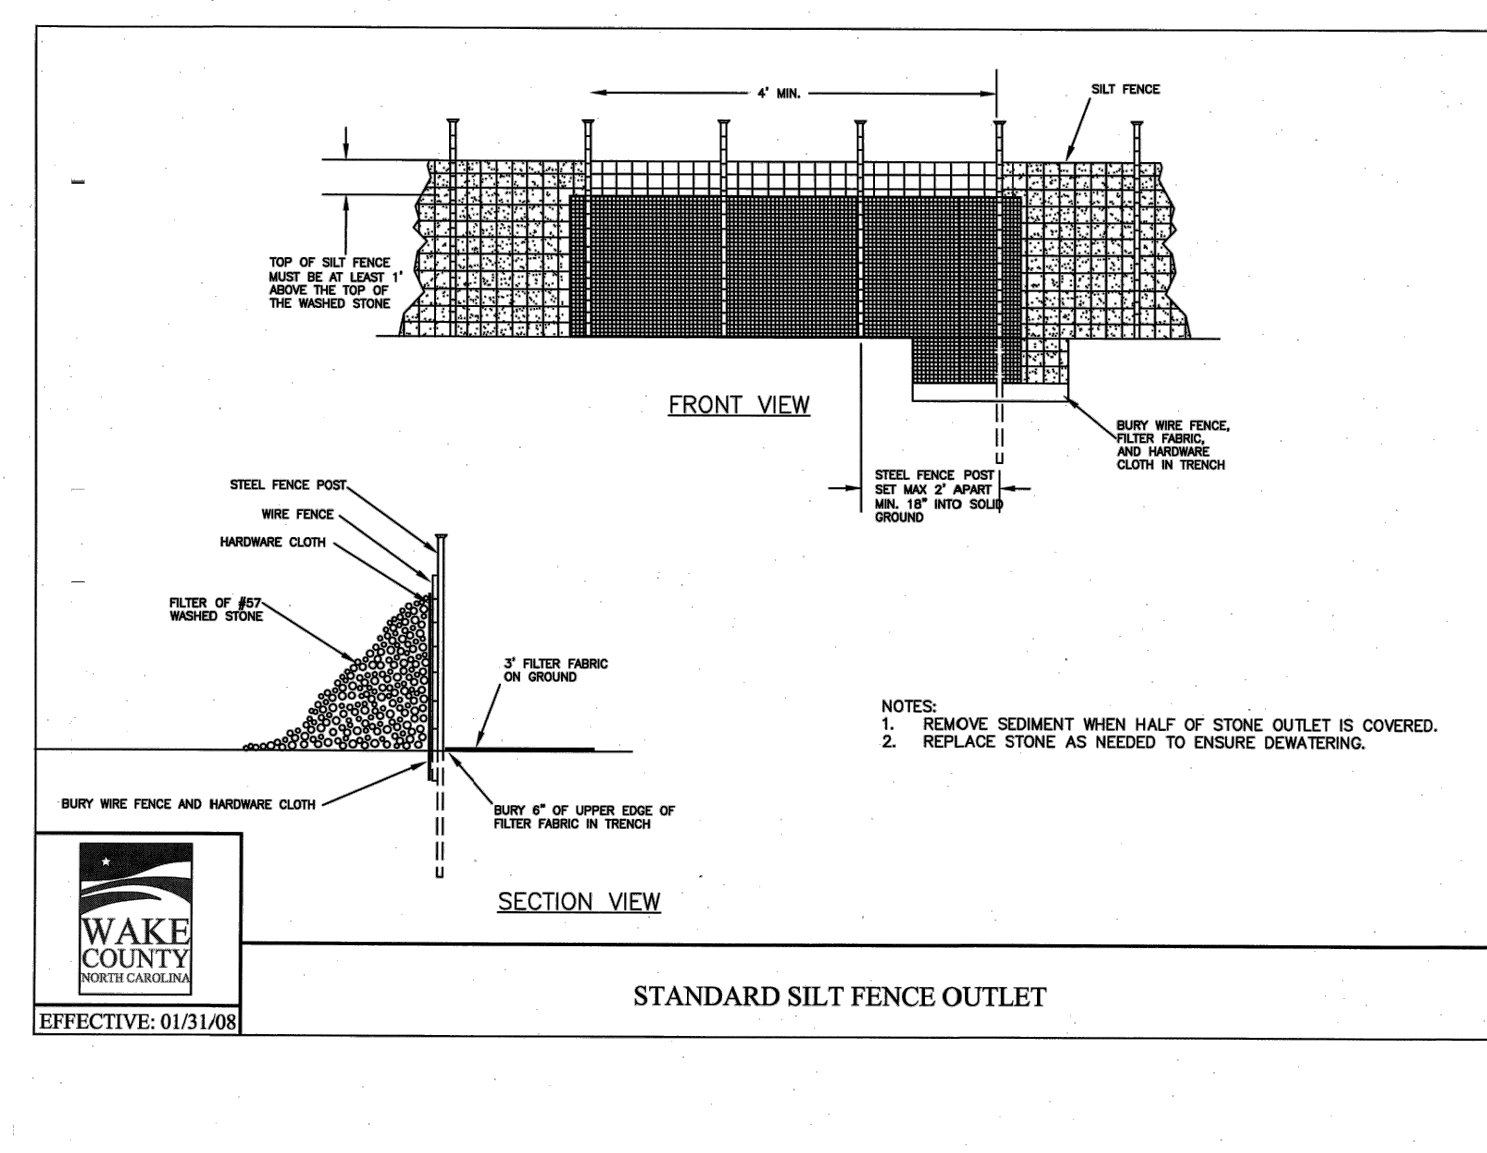 4' MIN.
SILT FENCE
TOP OF SILT FENCE
MUST BE AT LEAST 1'
ABOVE THE TOP OF
THE WASHED STONE
FRONT VIEW
BURY WIRE FENCE,
FILTER FABRIC,
AND HARDWARE
CLOTH IN TRENCH
STEEL FENCE POST
SET MAX 2' APART
MIN. 18" INTO SOLID
GROUND
STEEL FENCE POST
WIRE FENCE
HARDWARE CLOTH
FILTER OF #57
WASHED STONE
3' FILTER FABRIC
ON GROUND
NOTES:
1. REMOVE SEDIMENT WHEN HALF OF STONE OUTLET IS COVERED.
2. REPLACE STONE AS NEEDED TO ENSURE DEWATERING.
BURY WIRE FENCE AND HARDWARE CLOTH
BURY 6" OF UPPER EDGE OF
FILTER FABRIC IN TRENCH
SECTION VIEW
WAKE
COUNTY
NORTH CAROLINA
EFFECTIVE: 01/31/08
STANDARD SILT FENCE OUTLET